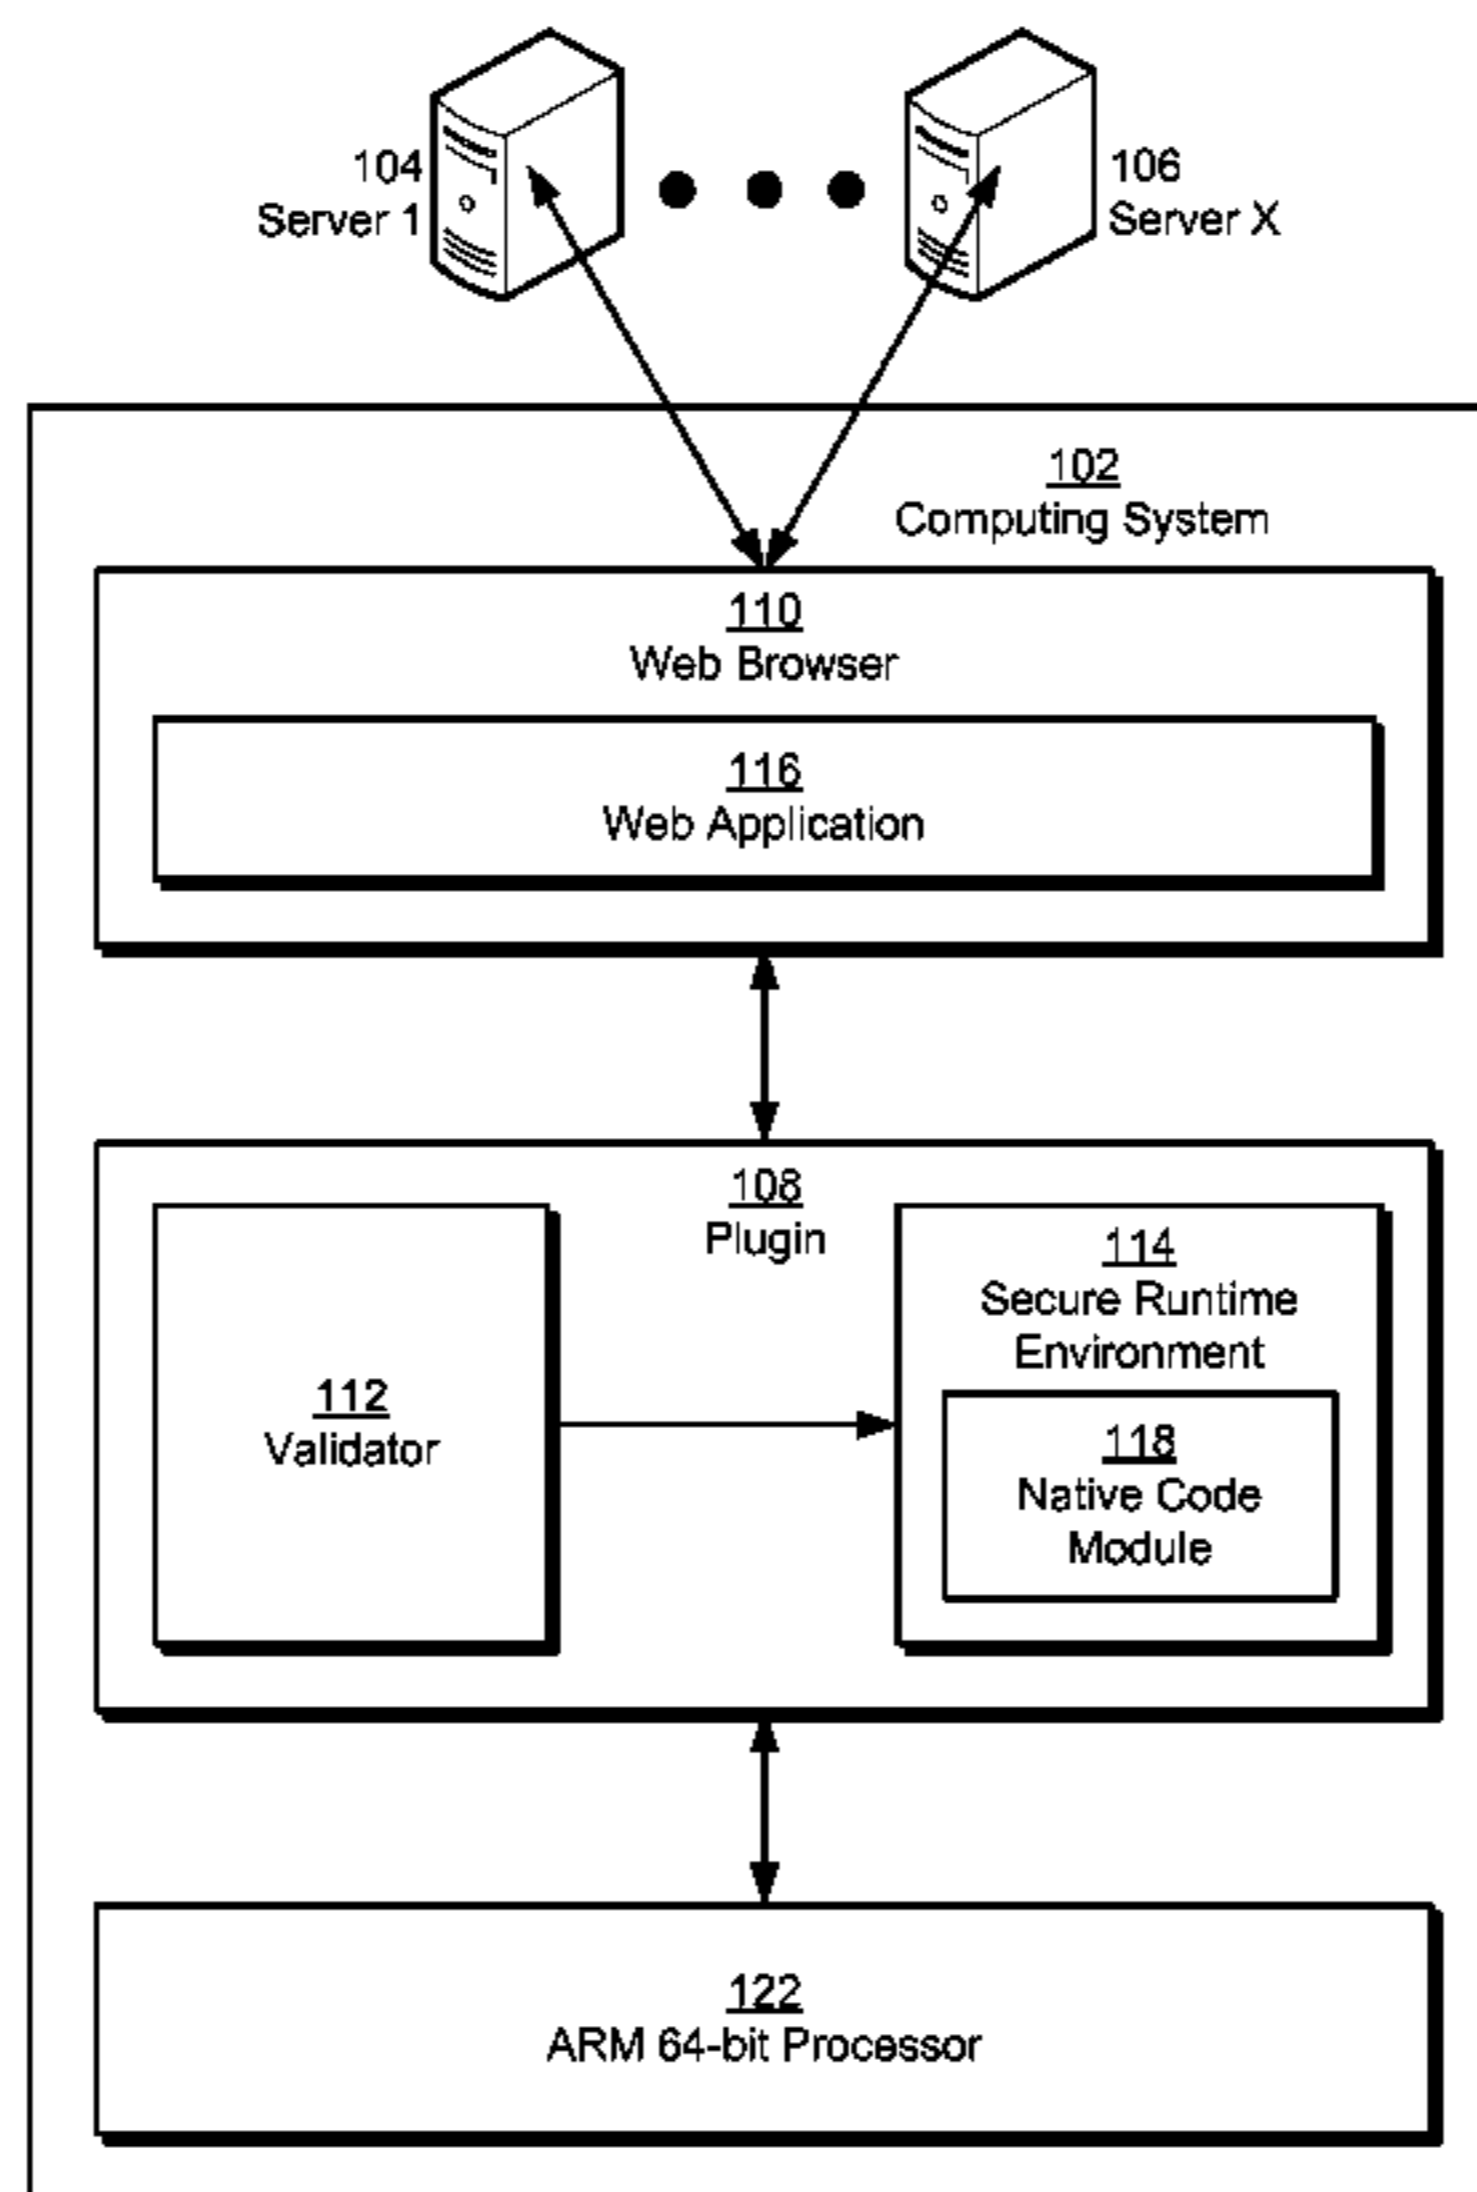 104
Server 1
106
Server X
102
Computing System
110
Web Browser
116
Web Application
108
Plugin
112
Validator
114
Secure Runtime
Environment
118
Native Code
Module
122
ARM 64-bit Processor